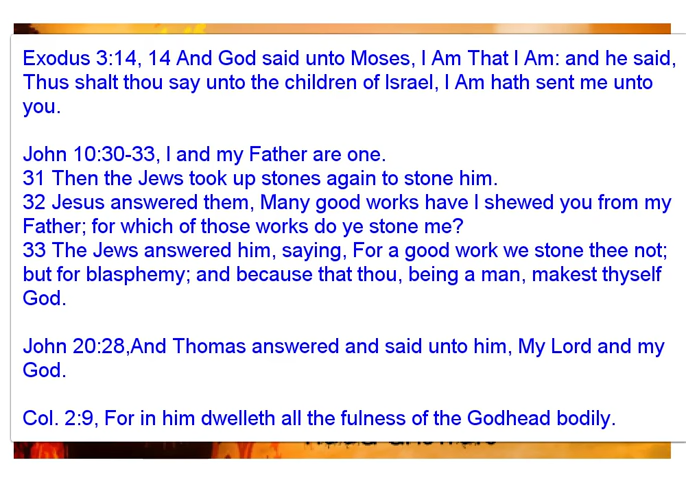 Exodus 3:14, 14 And God said unto Moses, I Am That I Am: and he said,
Thus shalt thou say unto the children of Israel, I Am hath sent me unto
you.
John 10:30-33, I and my Father are one.
31 Then the Jews took up stones again to stone him.
32 Jesus answered them, Many good works have I shewed you from my
Father; for which of those works do ye stone me?
33 The Jews answered him, saying, For a good work we stone thee not;
but for blasphemy; and because that thou, being a man, makest thyself
God.
John 20:28,And Thomas answered and said unto him, My Lord and my
God.
Col. 2:9, For in him dwelleth all the fulness of the Godhead bodily.